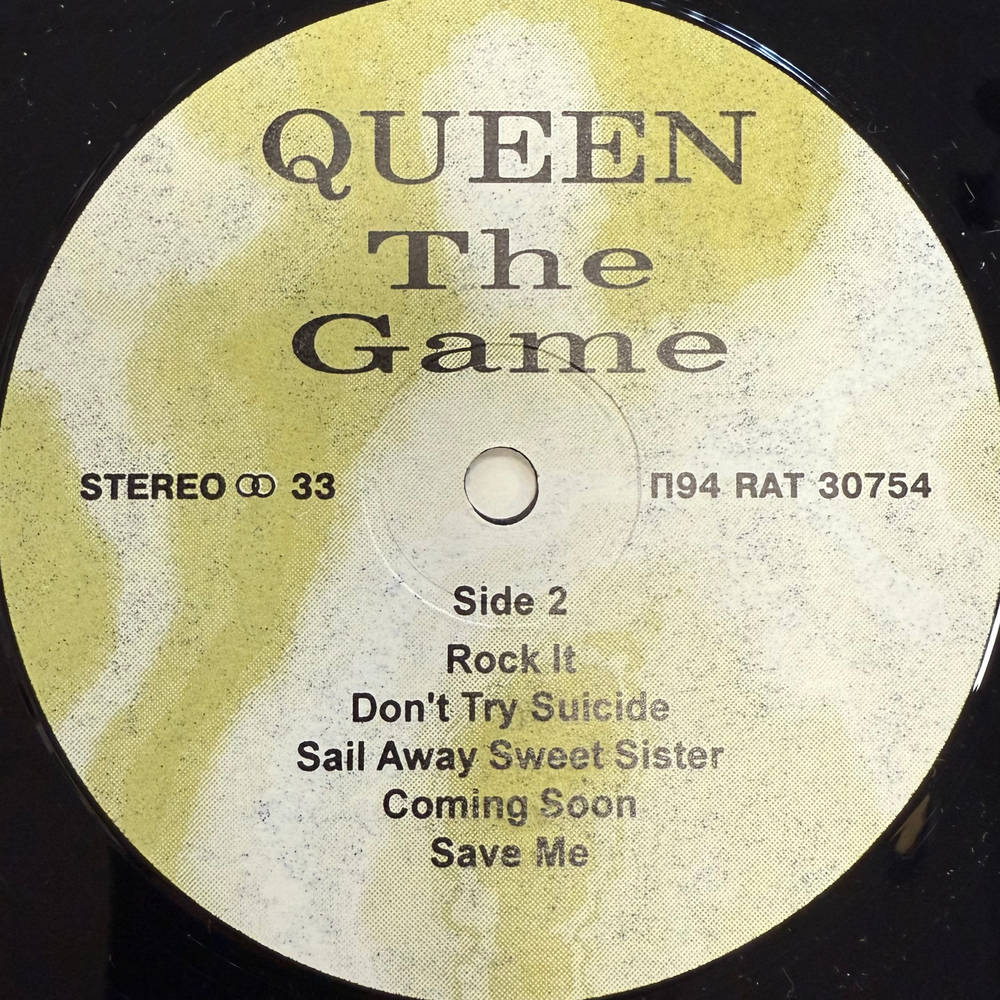 QUEEN
The
Game
STEREO ꝏ 33
П94 RAT 30754
Side 2
Rock It
Don't Try Suicide
Sail Away Sweet Sister
Coming Soon
Save Me